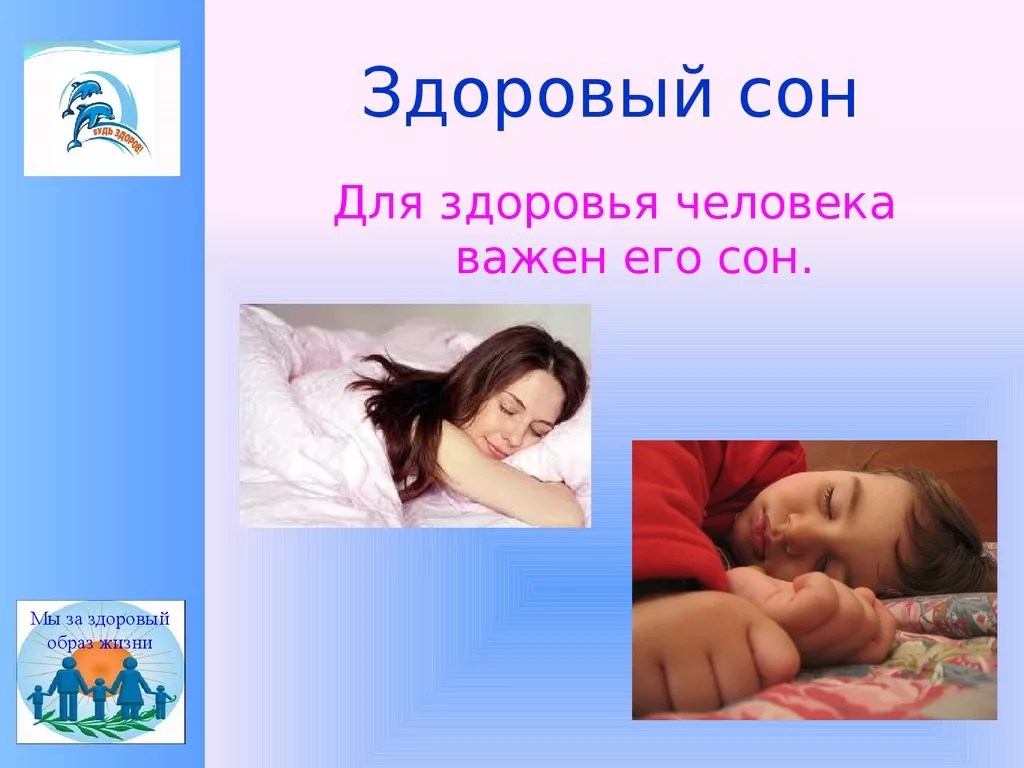 Здоровый сон
Для здоровья человека
важен его сон.
БУДЬ ЗДОРОВ!
Мы за здоровый
образ жизни